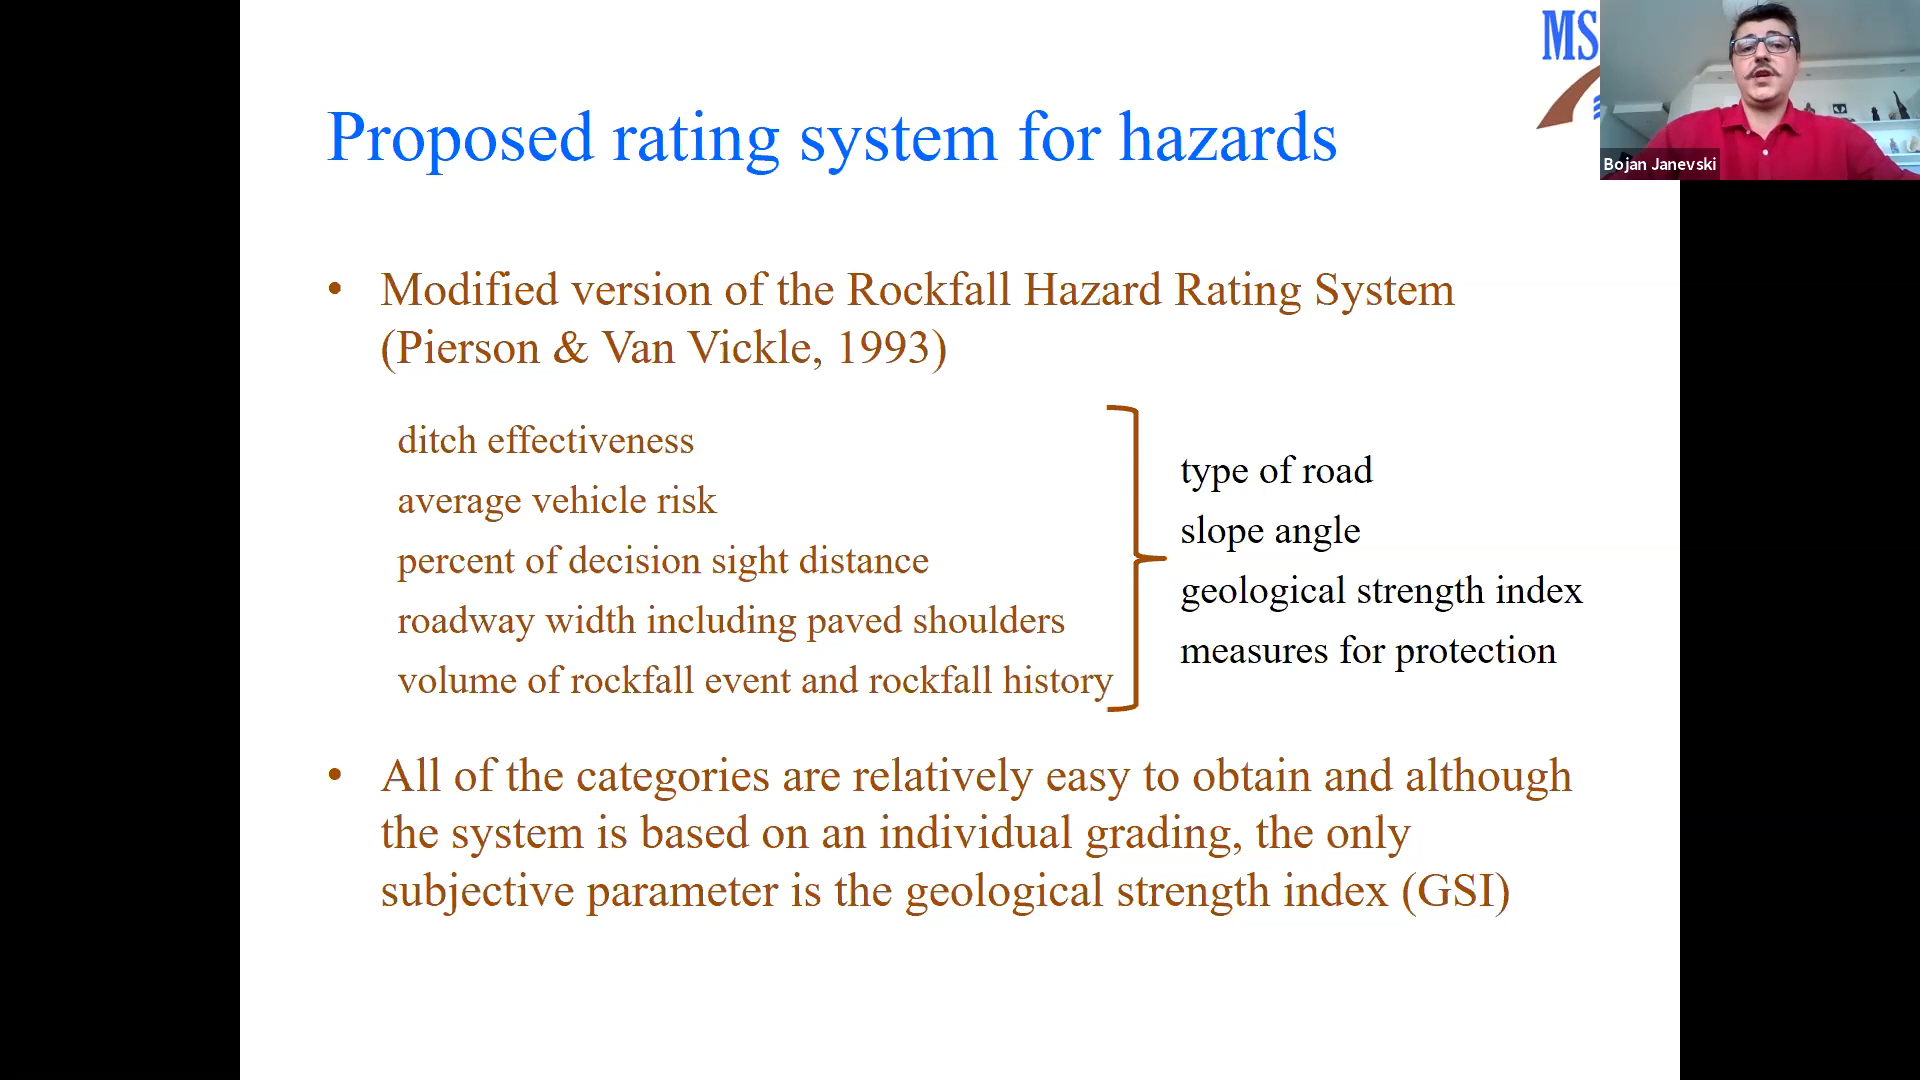 MS
Bojan Janevski
Proposed rating system for hazards
• Modified version of the Rockfall Hazard Rating System
(Pierson & Van Vickle, 1993)
ditch effectiveness
average vehicle risk
percent of decision sight distance
roadway width including paved shoulders
volume of rockfall event and rockfall history
type of road
slope angle
geological strength index
measures for protection
• All of the categories are relatively easy to obtain and although
the system is based on an individual grading, the only
subjective parameter is the geological strength index (GSI)